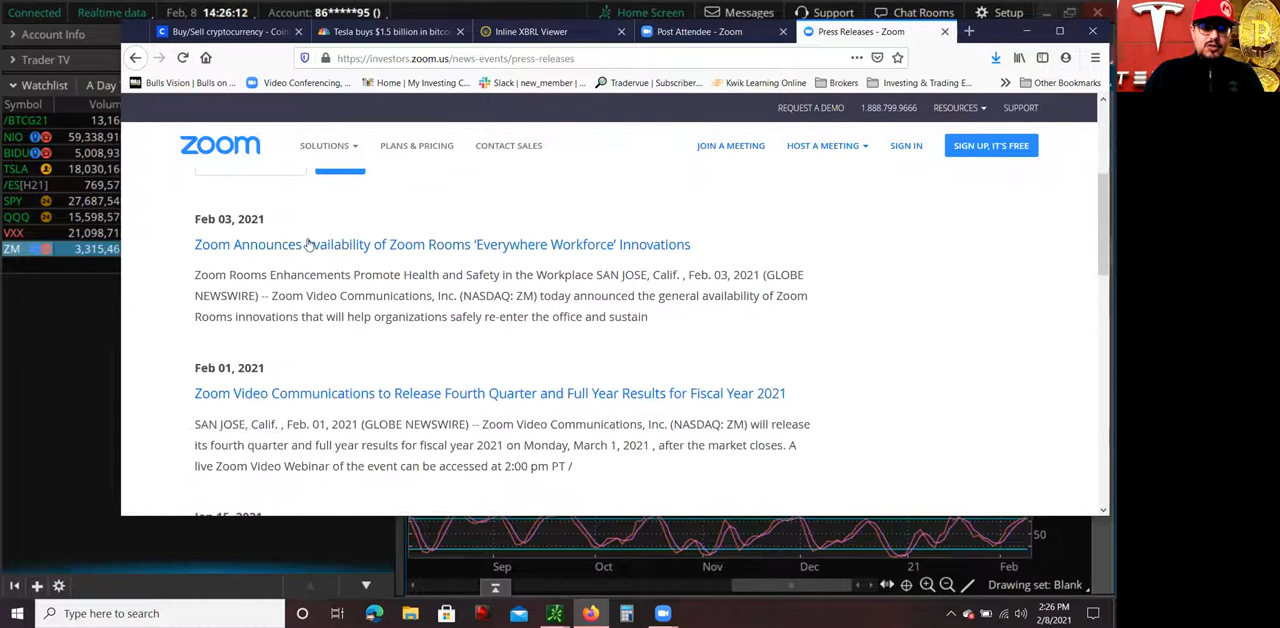 Connected Realtime data Feb, 8 14:26:12 Account: 86*****95 () Home Screen Messages Support Chat Rooms Setup
Account Info
Trader TV
Watchlist A Day
Symbol Volum
/BTCG21 13,16
NIO 59,338,91
BIDU 5,008,93
TSLA 18,030,16
/ES[H21] 769,57
SPY 27,687,54
QQQ 15,598,57
VXX 21,098,71
ZM 3,315,46
Buy/Sell cryptocurrency - Coin Tesla buys $1.5 billion in bitco Inline XBRL Viewer Post Attendee - Zoom Press Releases - Zoom
https://investors.zoom.us/news-events/press-releases
Bulls Vision | Bulls on ... Video Conferencing, ... Home | My Investing C... Slack | new_member | ... Tradervue | Subscriber... Kwik Learning Online Brokers Investing & Trading E... Other Bookmarks
REQUEST A DEMO 1.888.799.9666 RESOURCES SUPPORT
zoom SOLUTIONS PLANS & PRICING CONTACT SALES JOIN A MEETING HOST A MEETING SIGN IN SIGN UP, IT'S FREE
Feb 03, 2021
Zoom Announces Availability of Zoom Rooms ‘Everywhere Workforce’ Innovations
Zoom Rooms Enhancements Promote Health and Safety in the Workplace SAN JOSE, Calif. , Feb. 03, 2021 (GLOBE
NEWSWIRE) -- Zoom Video Communications, Inc. (NASDAQ: ZM) today announced the general availability of Zoom
Rooms innovations that will help organizations safely re-enter the office and sustain
Feb 01, 2021
Zoom Video Communications to Release Fourth Quarter and Full Year Results for Fiscal Year 2021
SAN JOSE, Calif. , Feb. 01, 2021 (GLOBE NEWSWIRE) -- Zoom Video Communications, Inc. (NASDAQ: ZM) will release
its fourth quarter and full year results for fiscal year 2021 on Monday, March 1, 2021 , after the market closes. A
live Zoom Video Webinar of the event can be accessed at 2:00 pm PT /
Jan 15, 2021
50
Sep Oct Nov Dec 21 Feb
Drawing set: Blank
Type here to search
2:26 PM
2/8/2021